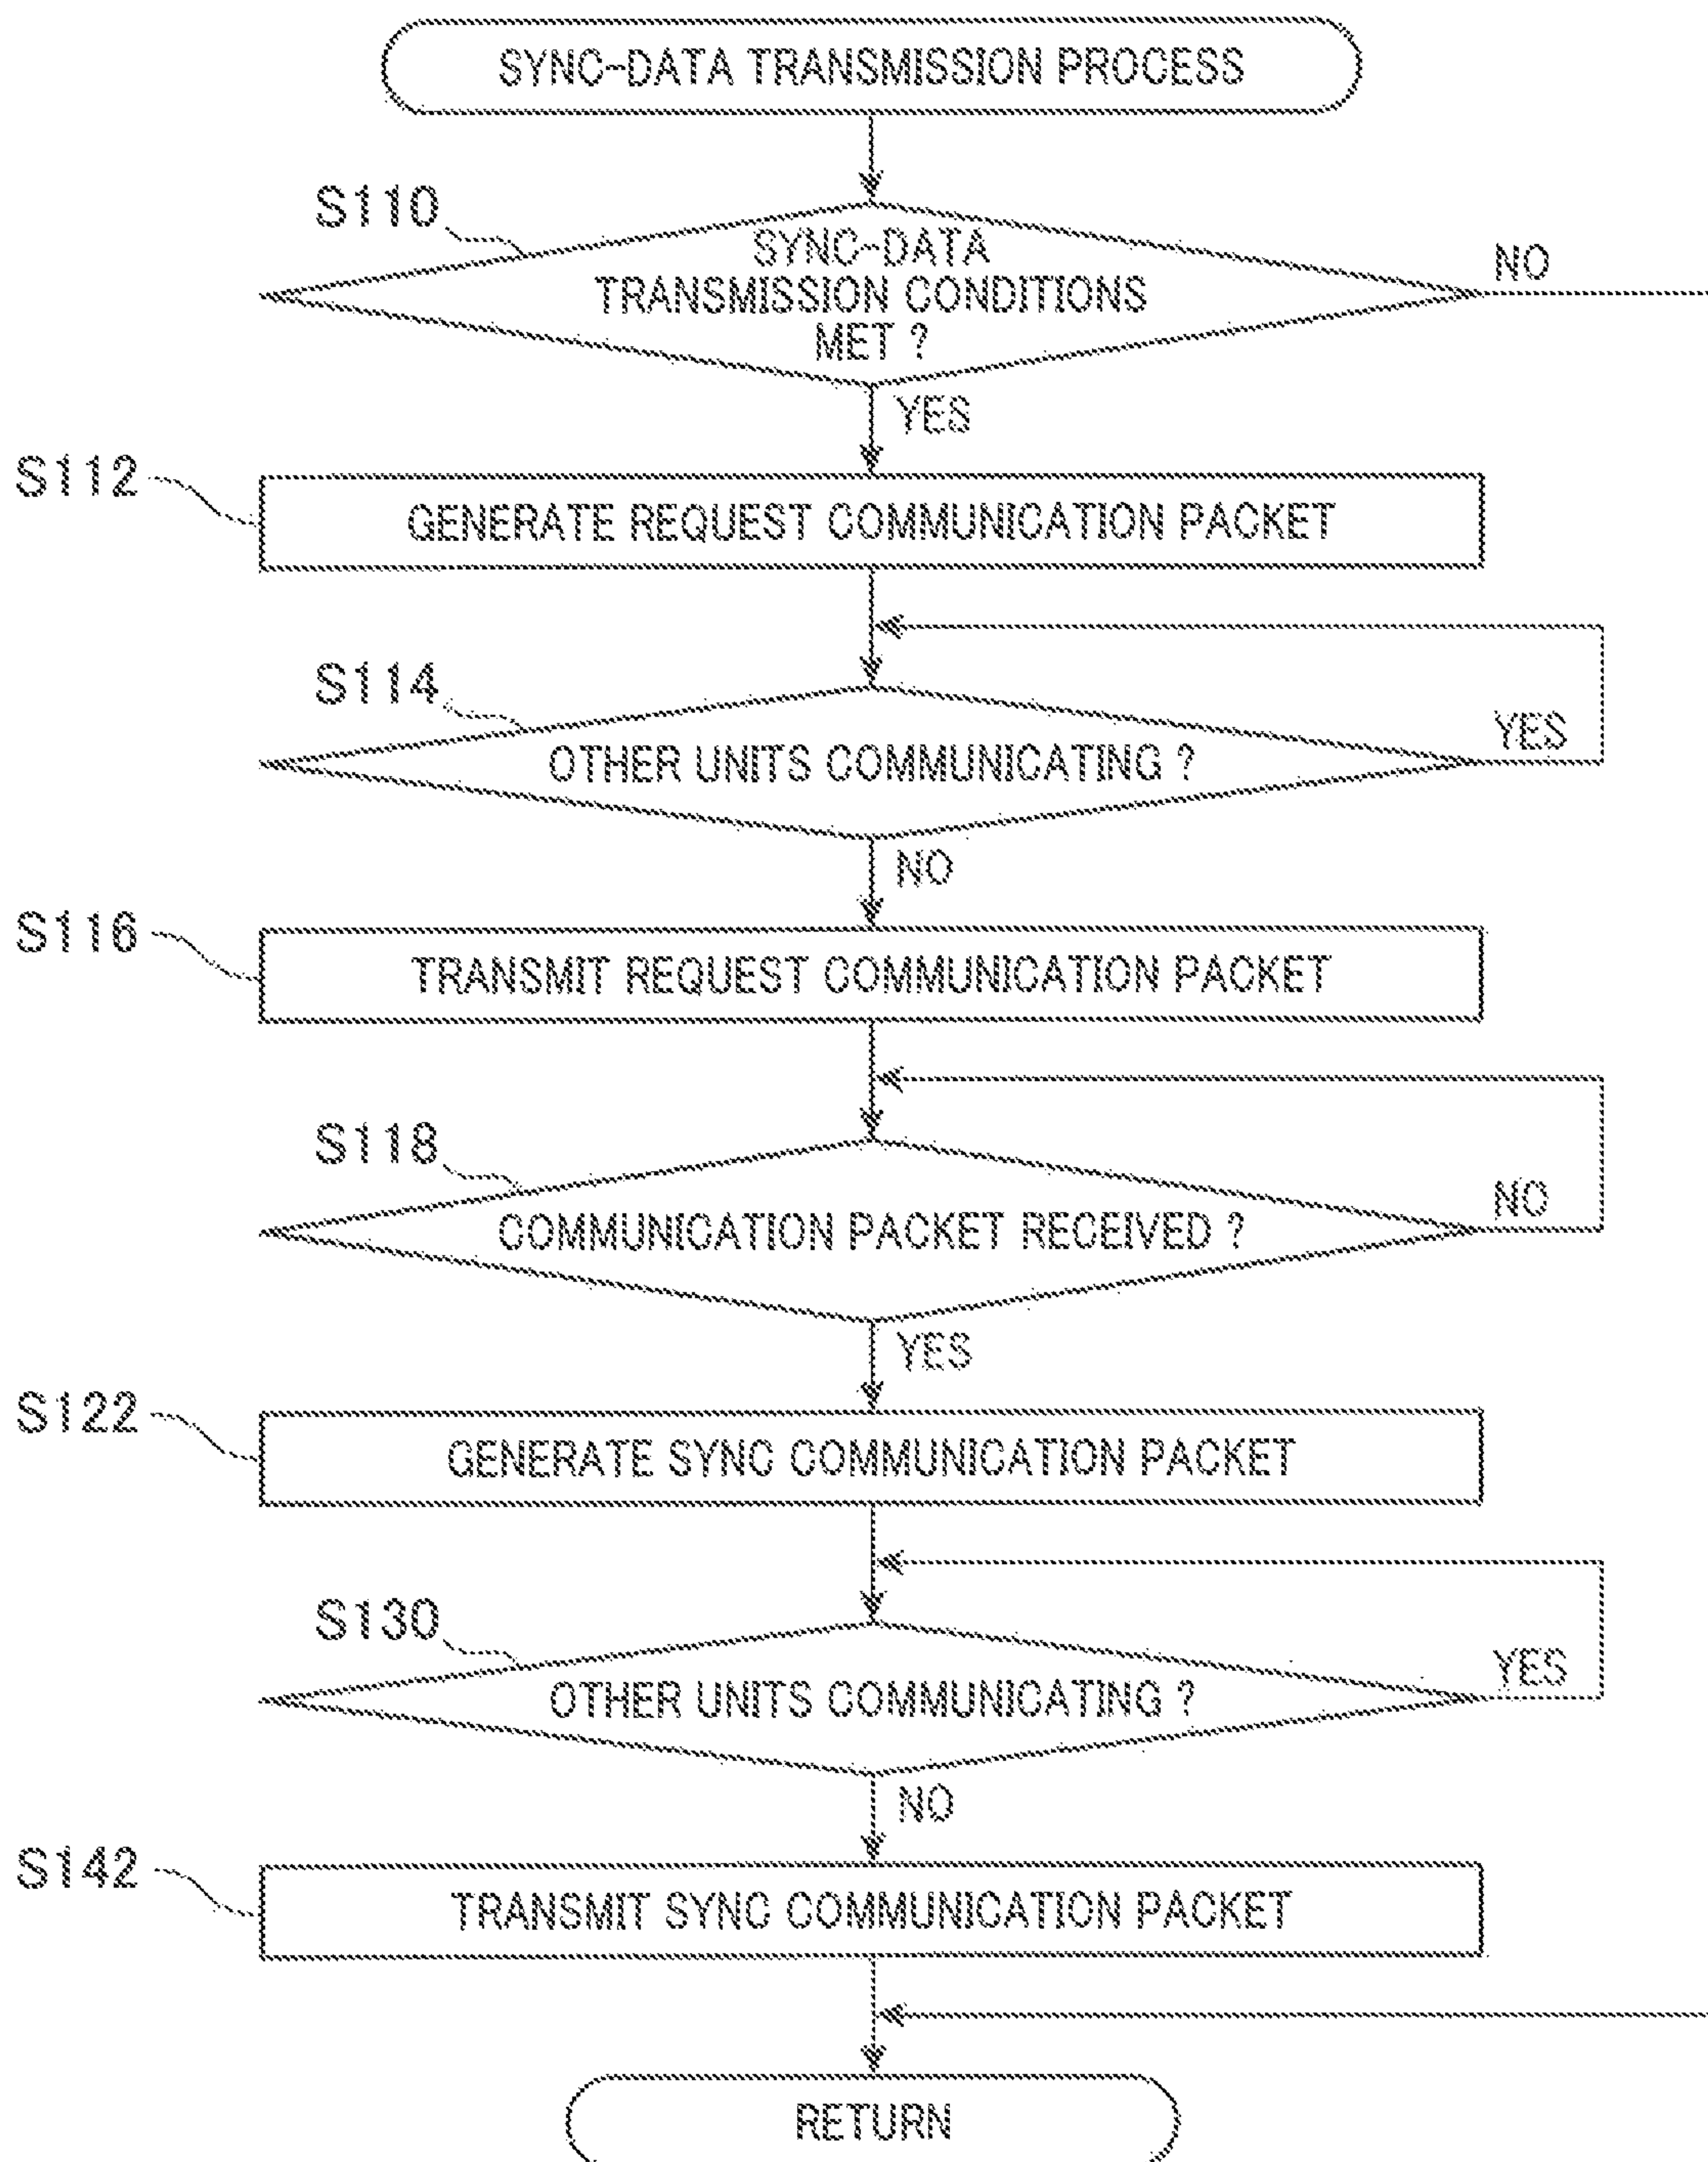 SYNC-DATA TRANSMISSION PROCESS
S110
SYNC-DATA
TRANSMISSION CONDITIONS
MET ?
NO
YES
S112
GENERATE REQUEST COMMUNICATION PACKET
S114
OTHER UNITS COMMUNICATING ?
YES
NO
S116
TRANSMIT REQUEST COMMUNICATION PACKET
S118
COMMUNICATION PACKET RECEIVED ?
NO
YES
S122
GENERATE SYNC COMMUNICATION PACKET
S130
OTHER UNITS COMMUNICATING ?
YES
NO
S142
TRANSMIT SYNC COMMUNICATION PACKET
RETURN